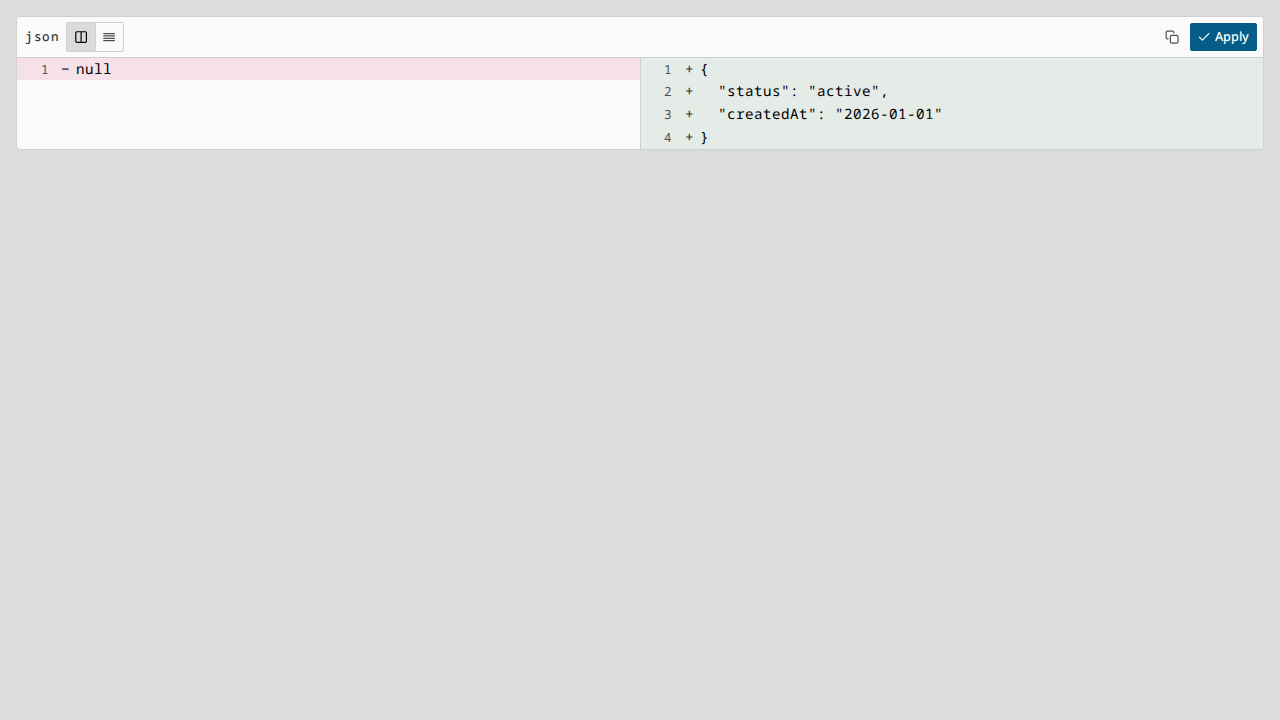 json
Apply
1 - null
1 + {
2 + "status": "active",
3 + "createdAt": "2026-01-01"
4 + }